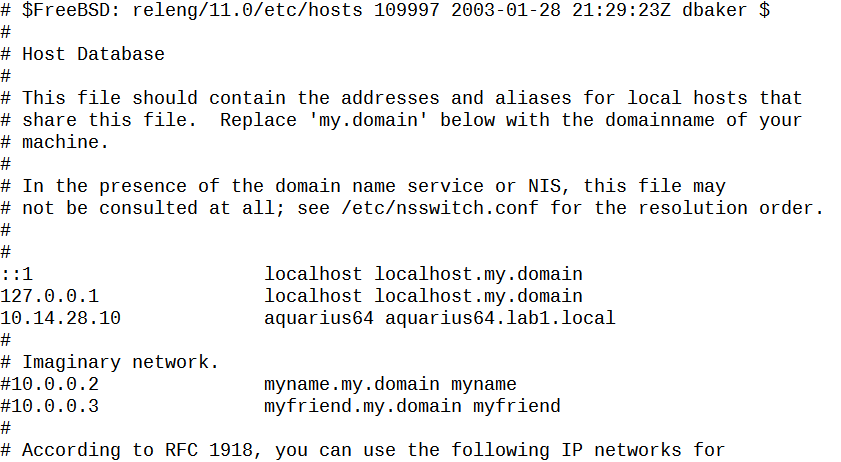 # $FreeBSD: releng/11.0/etc/hosts 109997 2003-01-28 21:29:23Z dbaker $
#
# Host Database
#
# This file should contain the addresses and aliases for local hosts that
# share this file.  Replace 'my.domain' below with the domainname of your
# machine.
#
# In the presence of the domain name service or NIS, this file may
# not be consulted at all; see /etc/nsswitch.conf for the resolution order.
#
#
::1                     localhost localhost.my.domain
127.0.0.1               localhost localhost.my.domain
10.14.28.10             aquarius64 aquarius64.lab1.local
#
# Imaginary network.
#10.0.0.2               myname.my.domain myname
#10.0.0.3               myfriend.my.domain myfriend
#
# According to RFC 1918, you can use the following IP networks for